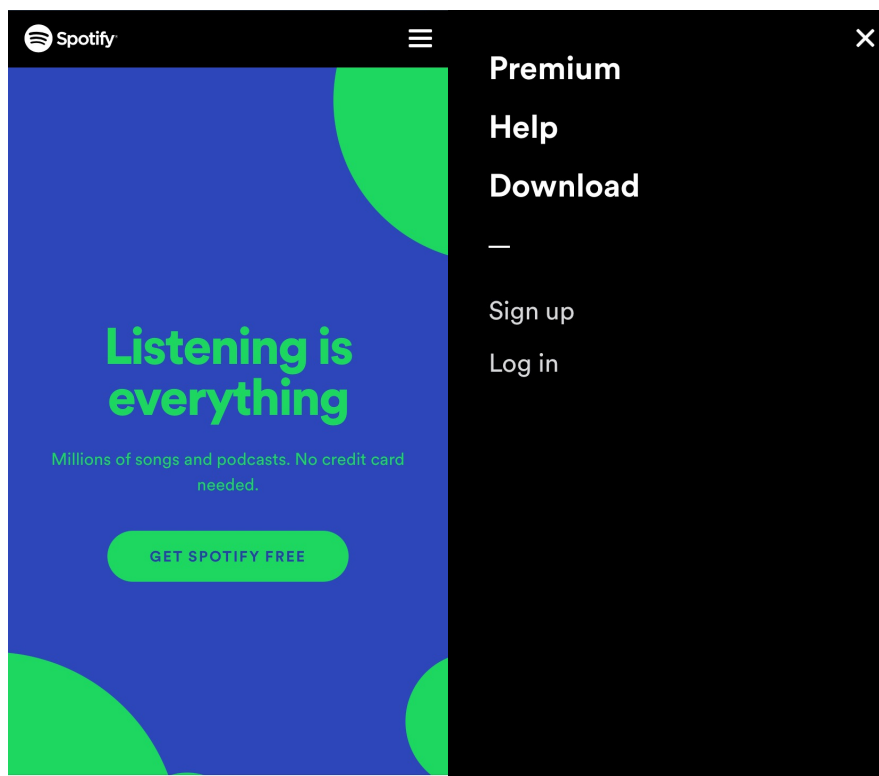 Spotify
Listening is
everything
Millions of songs and podcasts. No credit card
needed.
GET SPOTIFY FREE
Premium
Help
Download
Sign up
Log in